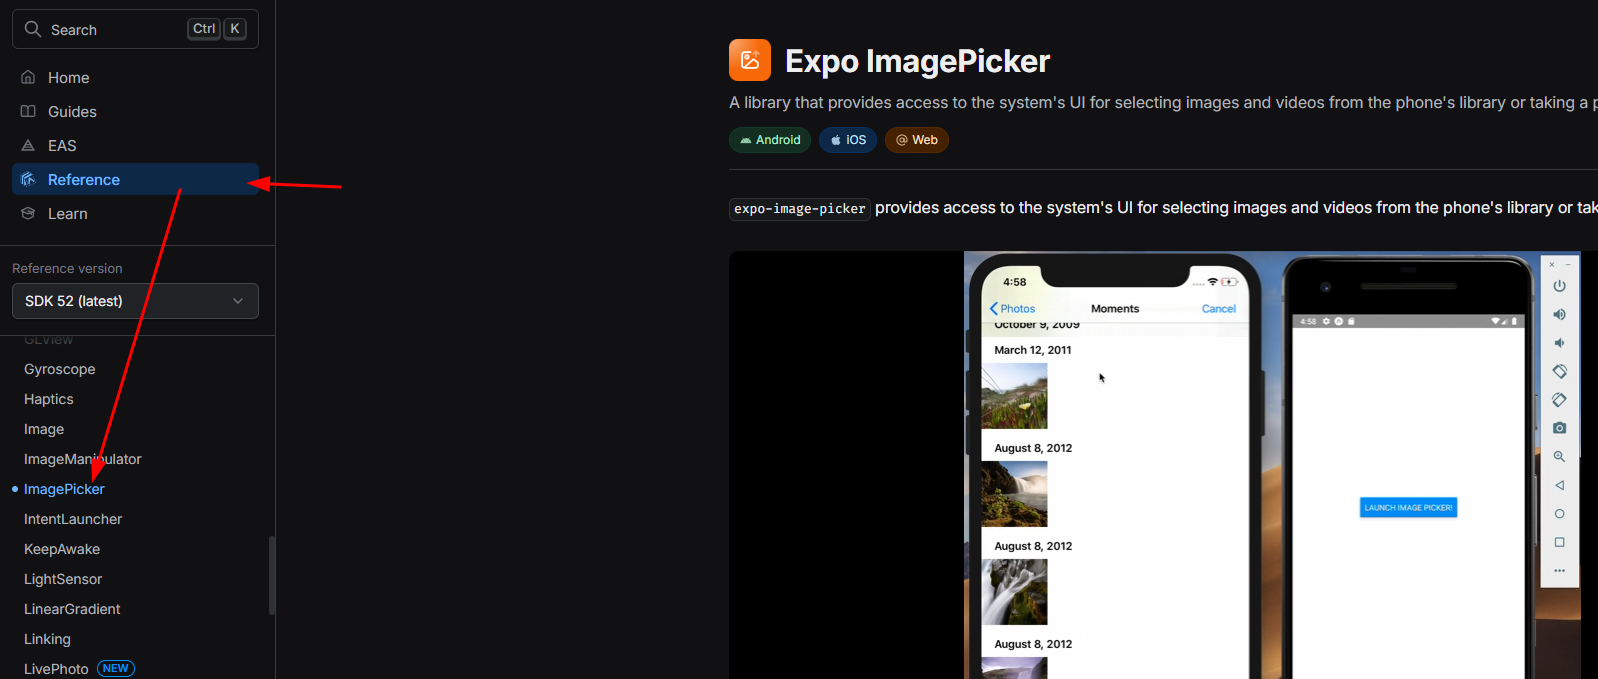 Search Ctrl K
Home
Guides
EAS
Reference
Learn
Reference version
SDK 52 (latest)
GLView
Gyroscope
Haptics
Image
ImageManipulator
ImagePicker
IntentLauncher
KeepAwake
LightSensor
LinearGradient
Linking
LivePhoto NEW
Expo ImagePicker
A library that provides access to the system's UI for selecting images and videos from the phone's library or taking a p
Android iOS Web
expo-image-picker provides access to the system's UI for selecting images and videos from the phone's library or tak
4:58
Photos Moments Cancel
October 9, 2009
March 12, 2011
August 8, 2012
August 8, 2012
August 8, 2012
4:58
LAUNCH IMAGE PICKER!